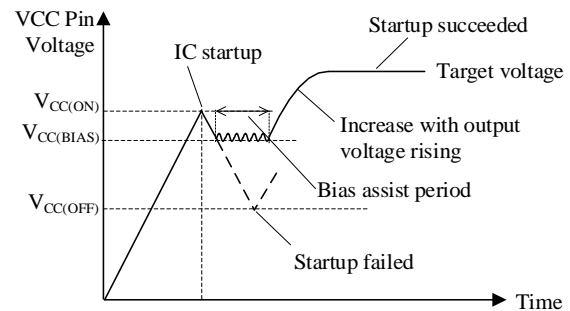 VCC Pin
Voltage
Startup succeeded
IC startup
Target voltage
VCC(ON)
Increase with output
voltage rising
VCC(BIAS)
Bias assist period
VCC(OFF)
Startup failed
Time